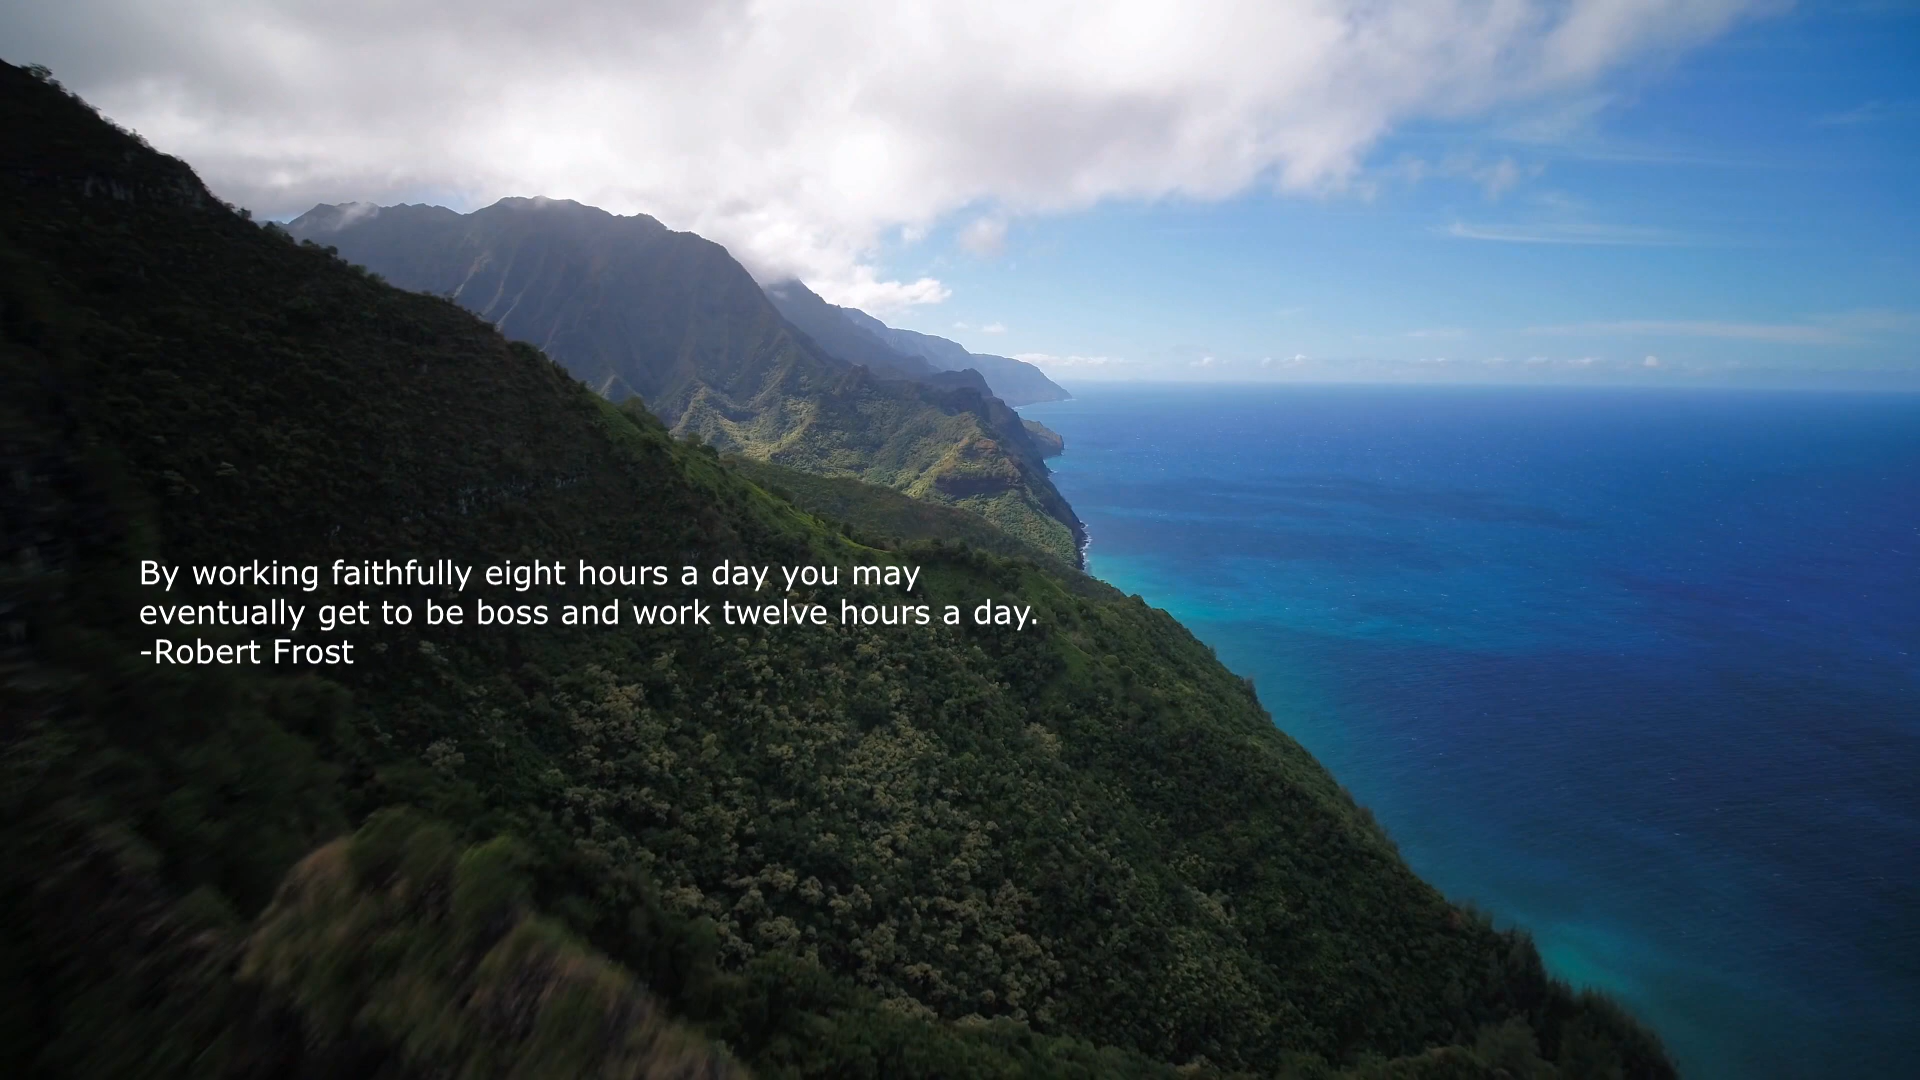 By working faithfully eight hours a day you may
eventually get to be boss and work twelve hours a day.
-Robert Frost